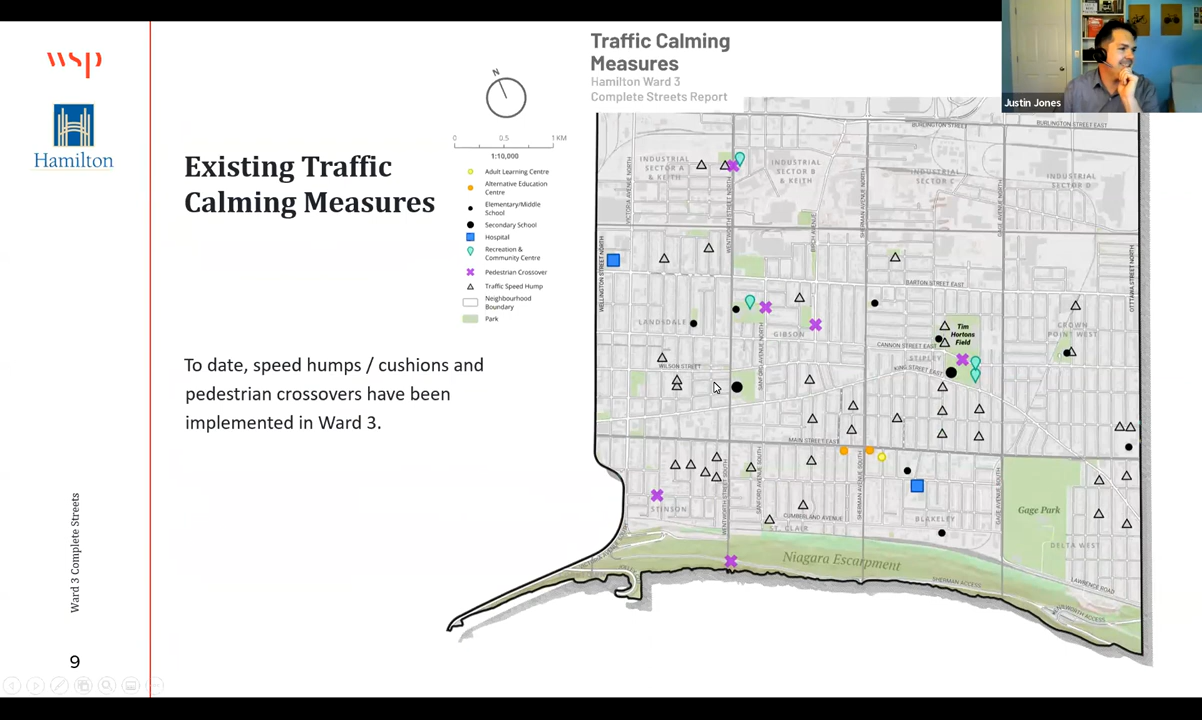 wsp
Hamilton
Existing Traffic
Calming Measures
To date, speed humps / cushions and
pedestrian crossovers have been
implemented in Ward 3.
Ward 3 Complete Streets
9
Traffic Calming
Measures
Hamilton Ward 3
Complete Streets Report
Justin Jones
N
0 0.5 1 KM
1:10,000
Adult Learning Centre
Alternative Education
Centre
Elementary/Middle
School
Secondary School
Hospital
Recreation &
Community Centre
Pedestrian Crossover
Traffic Speed Hump
Neighbourhood
Boundary
Park
BURLINGTON STREET EAST
BURLINGTON STREET EAST
INDUSTRIAL
SECTOR A
& KEITH
INDUSTRIAL
SECTOR B
& KEITH
INDUSTRIAL
SECTOR C
INDUSTRIAL
SECTOR D
VICTORIA AVENUE NORTH
WENTWORTH STREET NORTH
BIRCH AVENUE
SHERMAN AVENUE NORTH
GAGE AVENUE NORTH
WELLINGTON STREET NORTH
OTTAWA STREET NORTH
BARTON STREET EAST
LANDSDALE
GIBSON
Tim
Hortons
Field
CROWN
POINT WEST
CANNON STREET EAST
STIPLEY
KING STREET EAST
WILSON STREET
SANFORD AVENUE NORTH
MAIN STREET EAST
WENTWORTH STREET SOUTH
SANFORD AVENUE SOUTH
SHERMAN AVENUE SOUTH
GAGE AVENUE SOUTH
STINSON
CUMBERLAND AVENUE
ST. CLAIR
BLAKELEY
Gage Park
DELTA WEST
Niagara Escarpment
SHERMAN ACCESS
LAWRENCE ROAD
KENILWORTH ACCESS